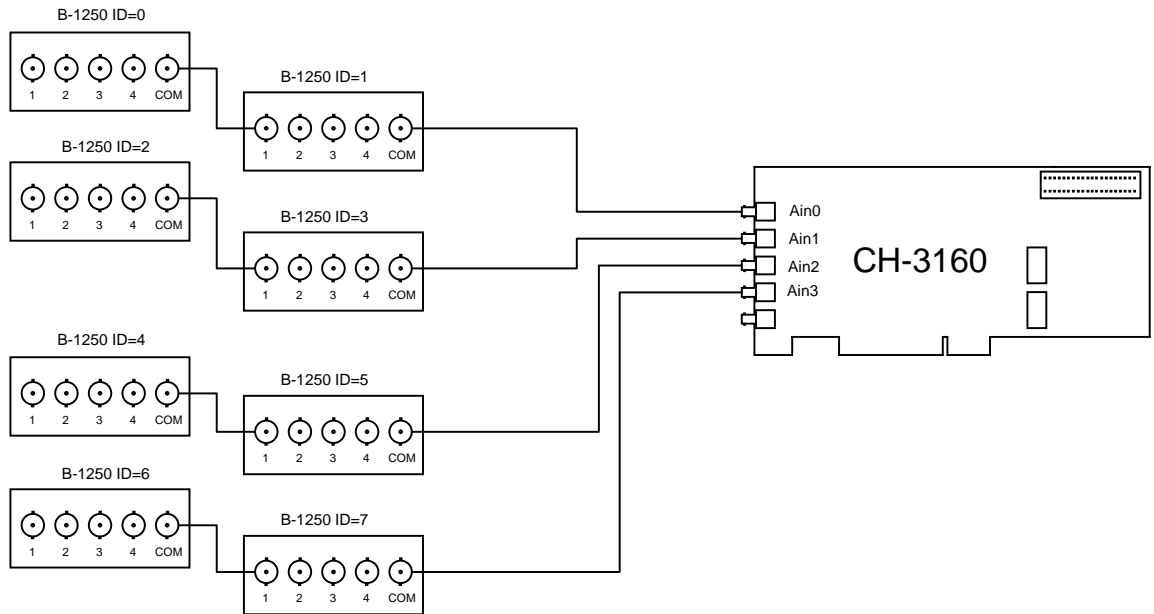 B-1250 ID=0
1 2 3 4 COM
B-1250 ID=1
1 2 3 4 COM
B-1250 ID=2
1 2 3 4 COM
B-1250 ID=3
1 2 3 4 COM
B-1250 ID=4
1 2 3 4 COM
B-1250 ID=5
1 2 3 4 COM
B-1250 ID=6
1 2 3 4 COM
B-1250 ID=7
1 2 3 4 COM
Ain0
Ain1
Ain2
Ain3
CH-3160